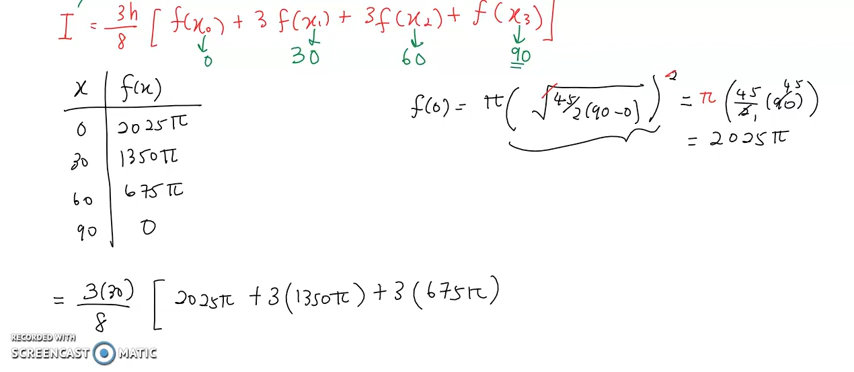 I = 3h/8 [ f(x₀) + 3 f(x₁) + 3f(x₂) + f(x₃) ]
0 30 60 90
x f(x)
0 2025π
30 1350π
60 675π
90 0
f(0) = π ( √45/2 (90-0) )² = π (45/2 (90)) 45
1
= 2025π
= 3(30)/8 [ 2025π + 3(1350π) + 3(675π)
RECORDED WITH
SCREENCAST MATIC